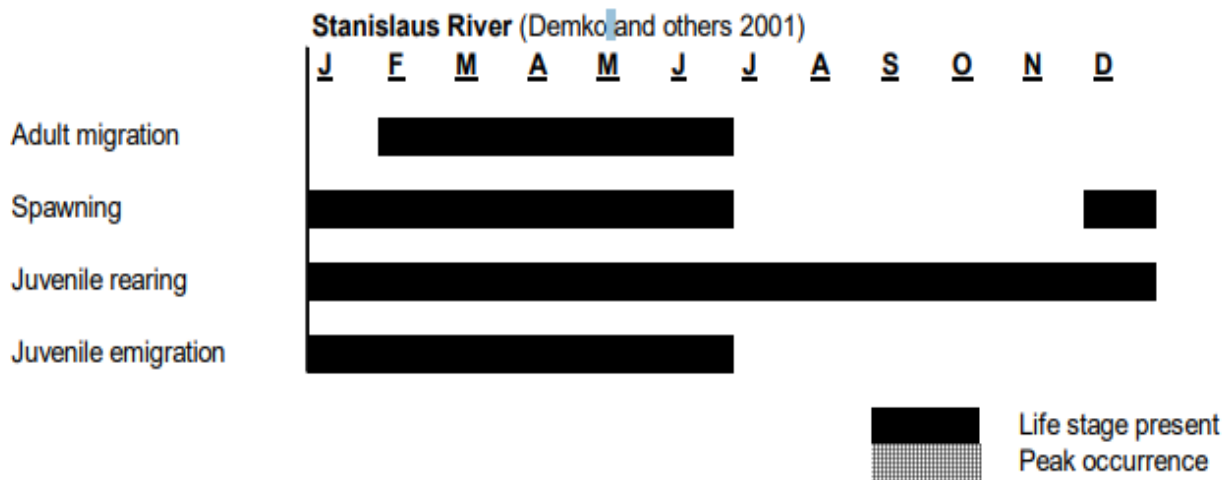 Stanislaus River (Demko and others 2001)
J F M A M J J A S O N D
Adult migration
Spawning
Juvenile rearing
Juvenile emigration
Life stage present
Peak occurrence